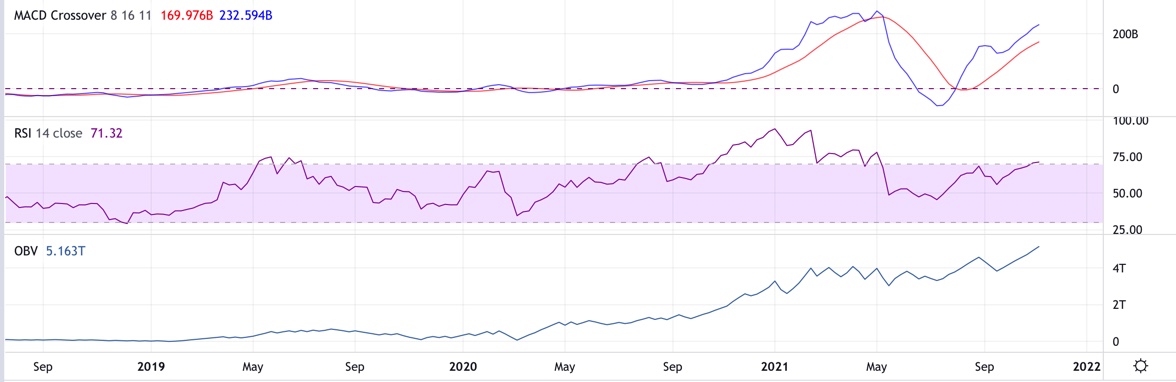 MACD Crossover 8 16 11 169.976B 232.594B
200B
0
100.00
RSI 14 close 71.32
75.00
50.00
25.00
OBV 5.163T
4T
2T
0
Sep 2019 May Sep 2020 May Sep 2021 May Sep 2022